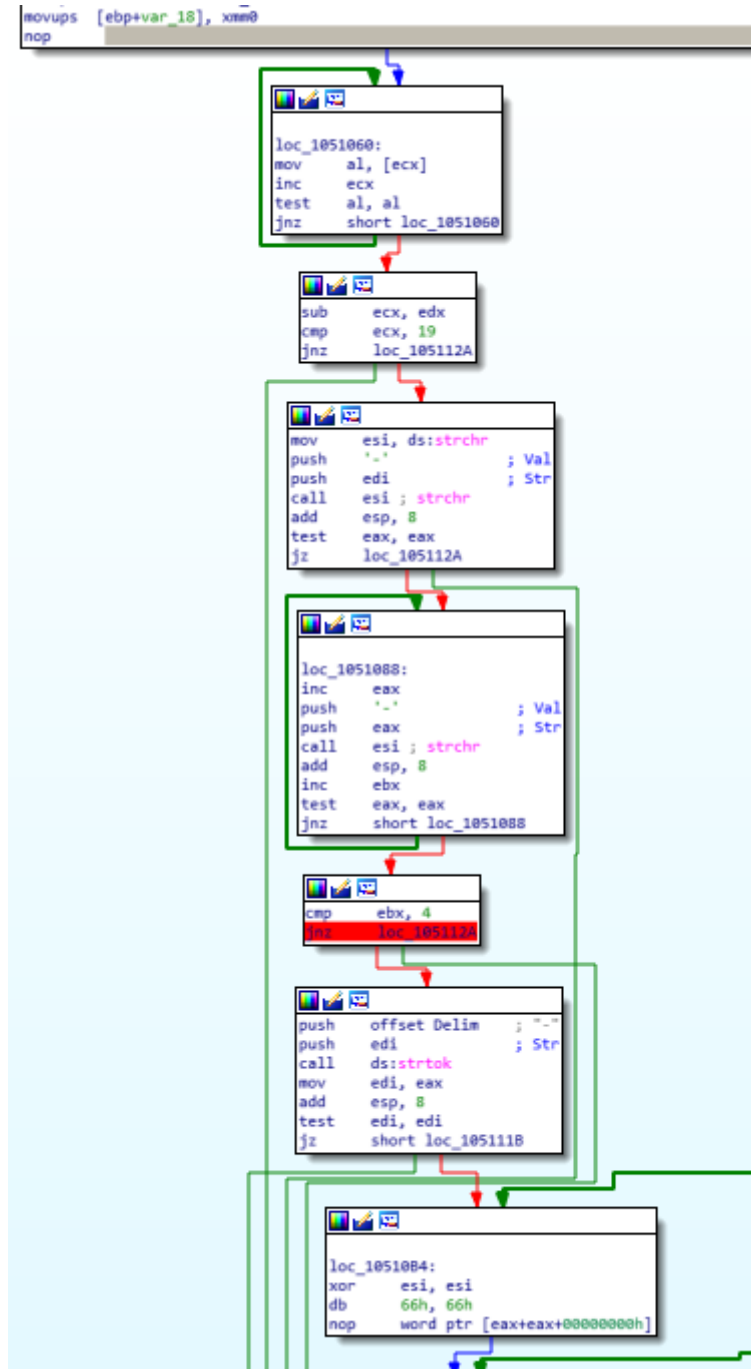 movups [ebp+var_18], xmm0
nop
loc_1051060:
mov al, [ecx]
inc ecx
test al, al
jnz short loc_1051060
sub ecx, edx
cmp ecx, 19
jnz loc_105112A
mov esi, ds:strchr
push '-' ; Val
push edi ; Str
call esi ; strchr
add esp, 8
test eax, eax
jz loc_105112A
loc_1051088:
inc eax
push '-' ; Val
push eax ; Str
call esi ; strchr
add esp, 8
inc ebx
test eax, eax
jnz short loc_1051088
cmp ebx, 4
jnz loc_105112A
push offset Delim ; "-"
push edi ; Str
call ds:strtok
mov edi, eax
add esp, 8
test edi, edi
jz short loc_105111B
loc_10510B4:
xor esi, esi
db 66h, 66h
nop word ptr [eax+eax+00000000h]